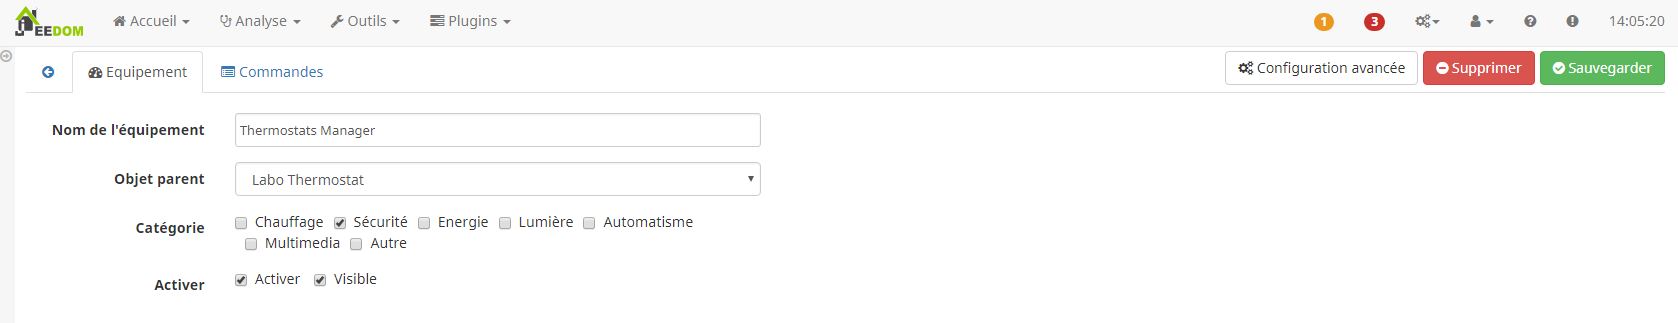 JEEDOM Accueil Analyse Outils Plugins 1 3 14:05:20
Equipement Commandes Configuration avancée Supprimer Sauvegarder
Nom de l'équipement Thermostats Manager
Objet parent Labo Thermostat
Catégorie Chauffage Sécurité Energie Lumière Automatisme
Multimedia Autre
Activer Activer Visible